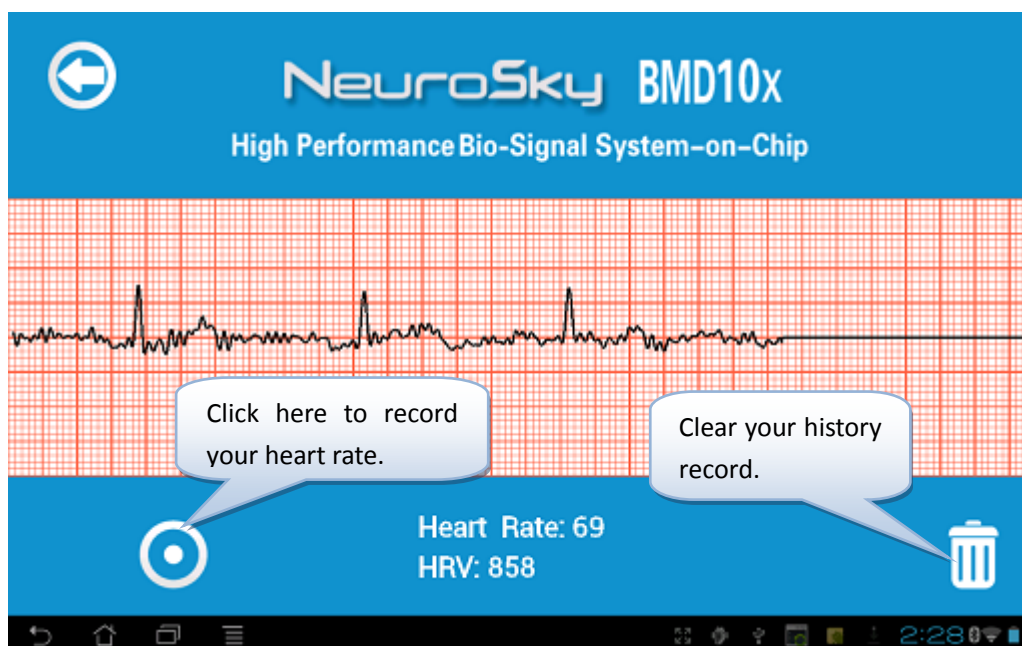 NeuroSky BMD10x
High Performance Bio-Signal System-on-Chip
Click here to record
your heart rate.
Clear your history
record.
Heart Rate: 69
HRV: 858
2:28